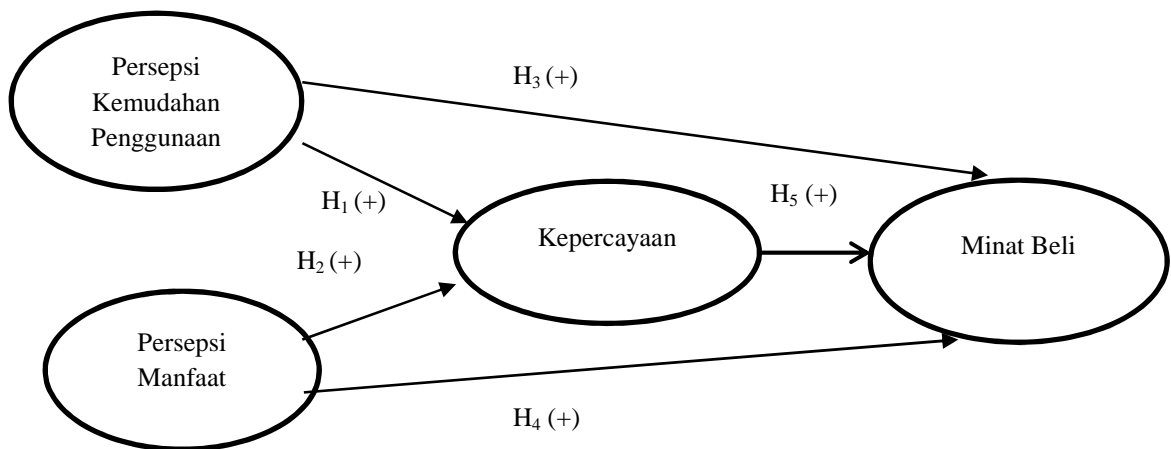 Persepsi
Kemudahan
Penggunaan
H₃ (+)
H₁ (+)
H₂ (+)
Kepercayaan
H₅ (+)
Minat Beli
Persepsi
Manfaat
H₄ (+)